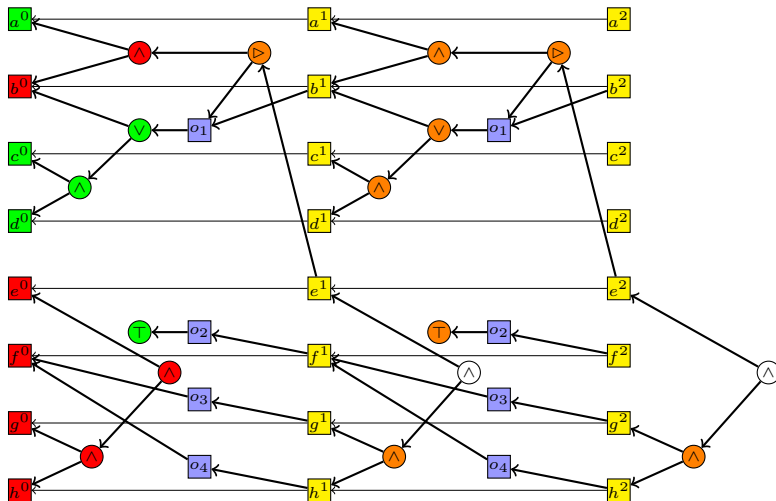 a⁰ a¹ a²
∧ ▷ ∧ ▷
b⁰ b¹ b²
∨ o₁ ∨ o₁
c⁰ c¹ c²
∧ ∧
d⁰ d¹ d²
e⁰ e¹ e²
⊤ o₂ ⊤ o₂
f⁰ f¹ f²
∧ ∧ ∧
o₃ o₃
g⁰ g¹ g²
∧ ∧ ∧
o₄ o₄
h⁰ h¹ h²